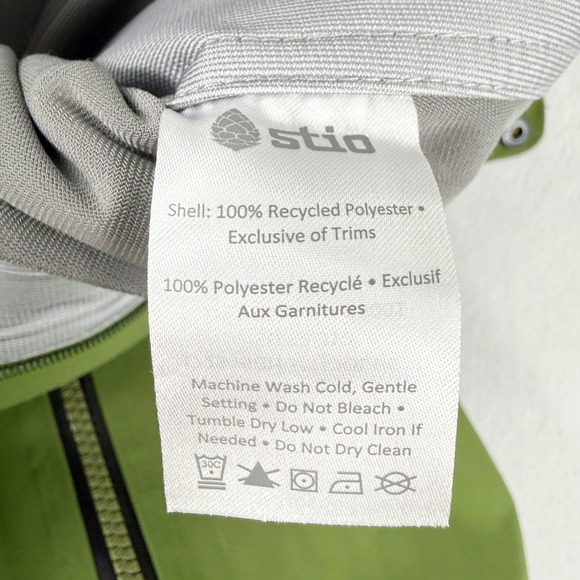 stio
Shell: 100% Recycled Polyester •
Exclusive of Trims
100% Polyester Recyclé • Exclusif
Aux Garnitures
Machine Wash Cold, Gentle
Setting • Do Not Bleach •
Tumble Dry Low • Cool Iron If
Needed • Do Not Dry Clean
30C